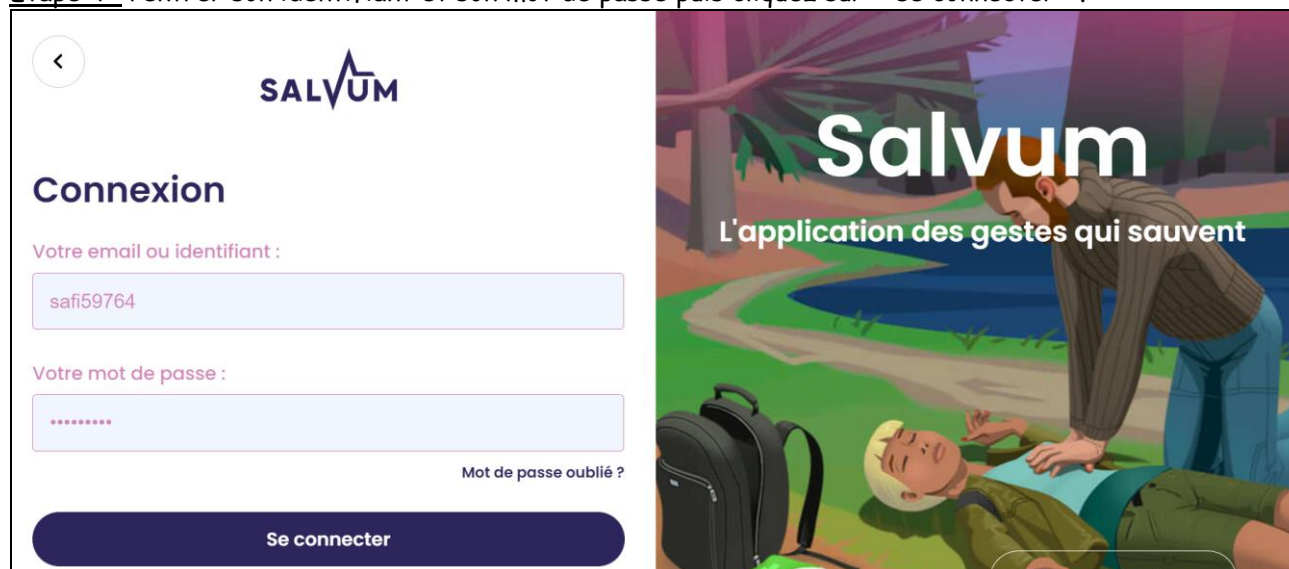 SALVUM
Connexion
Votre email ou identifiant :
safi59764
Votre mot de passe :
•••••••••
Mot de passe oublié ?
Se connecter
Salvum
L'application des gestes qui sauvent